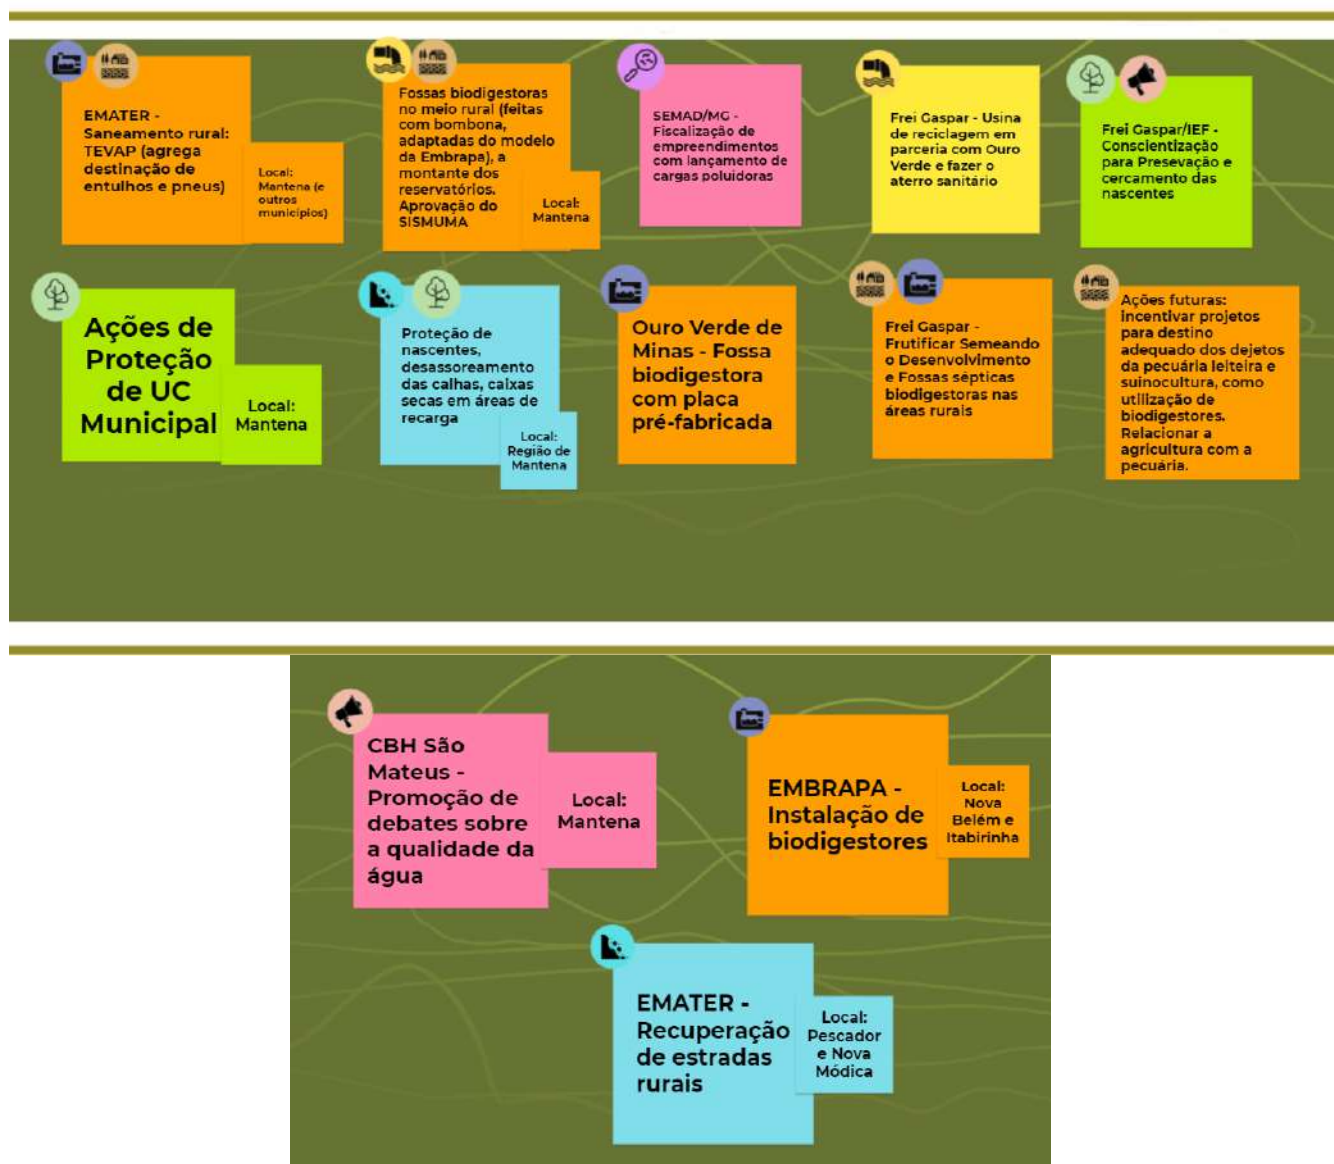 EMATER -
Saneamento rural:
TEVAP (agrega
destinação de
entulhos e pneus)
Local:
Mantena (e
outros
municípios)
Fossas biodigestoras
no meio rural (feitas
com bombona,
adaptadas do modelo
da Embrapa), a
montante dos
reservatórios.
Aprovação do
SISMUMA
Local:
Mantena
SEMAD/MG -
Fiscalização de
empreendimentos
com lançamento de
cargas poluidoras
Frei Gaspar - Usina
de reciclagem em
parceria com Ouro
Verde e fazer o
aterro sanitário
Frei Gaspar/IEF -
Conscientização
para Presevação e
cercamento das
nascentes
Ações de
Proteção
de UC
Municipal
Local:
Mantena
Proteção de
nascentes,
desassoreamento
das calhas, caixas
secas em áreas de
recarga
Local:
Região de
Mantena
Ouro Verde de
Minas - Fossa
biodigestora
com placa
pré-fabricada
Frei Gaspar -
Frutificar Semeando
o Desenvolvimento
e Fossas sépticas
biodigestoras nas
áreas rurais
Ações futuras:
Incentivar projetos
para destino
adequado dos dejetos
da pecuária leiteira e
suinocultura, como
utilização de
biodigestores.
Relacionar a
agricultura com a
pecuária.
CBH São
Mateus -
Promoção de
debates sobre
a qualidade da
água
Local:
Mantena
EMBRAPA -
Instalação de
biodigestores
Local:
Nova
Belém e
Itabirinha
EMATER -
Recuperação
de estradas
rurais
Local:
Pescador
e Nova
Módica